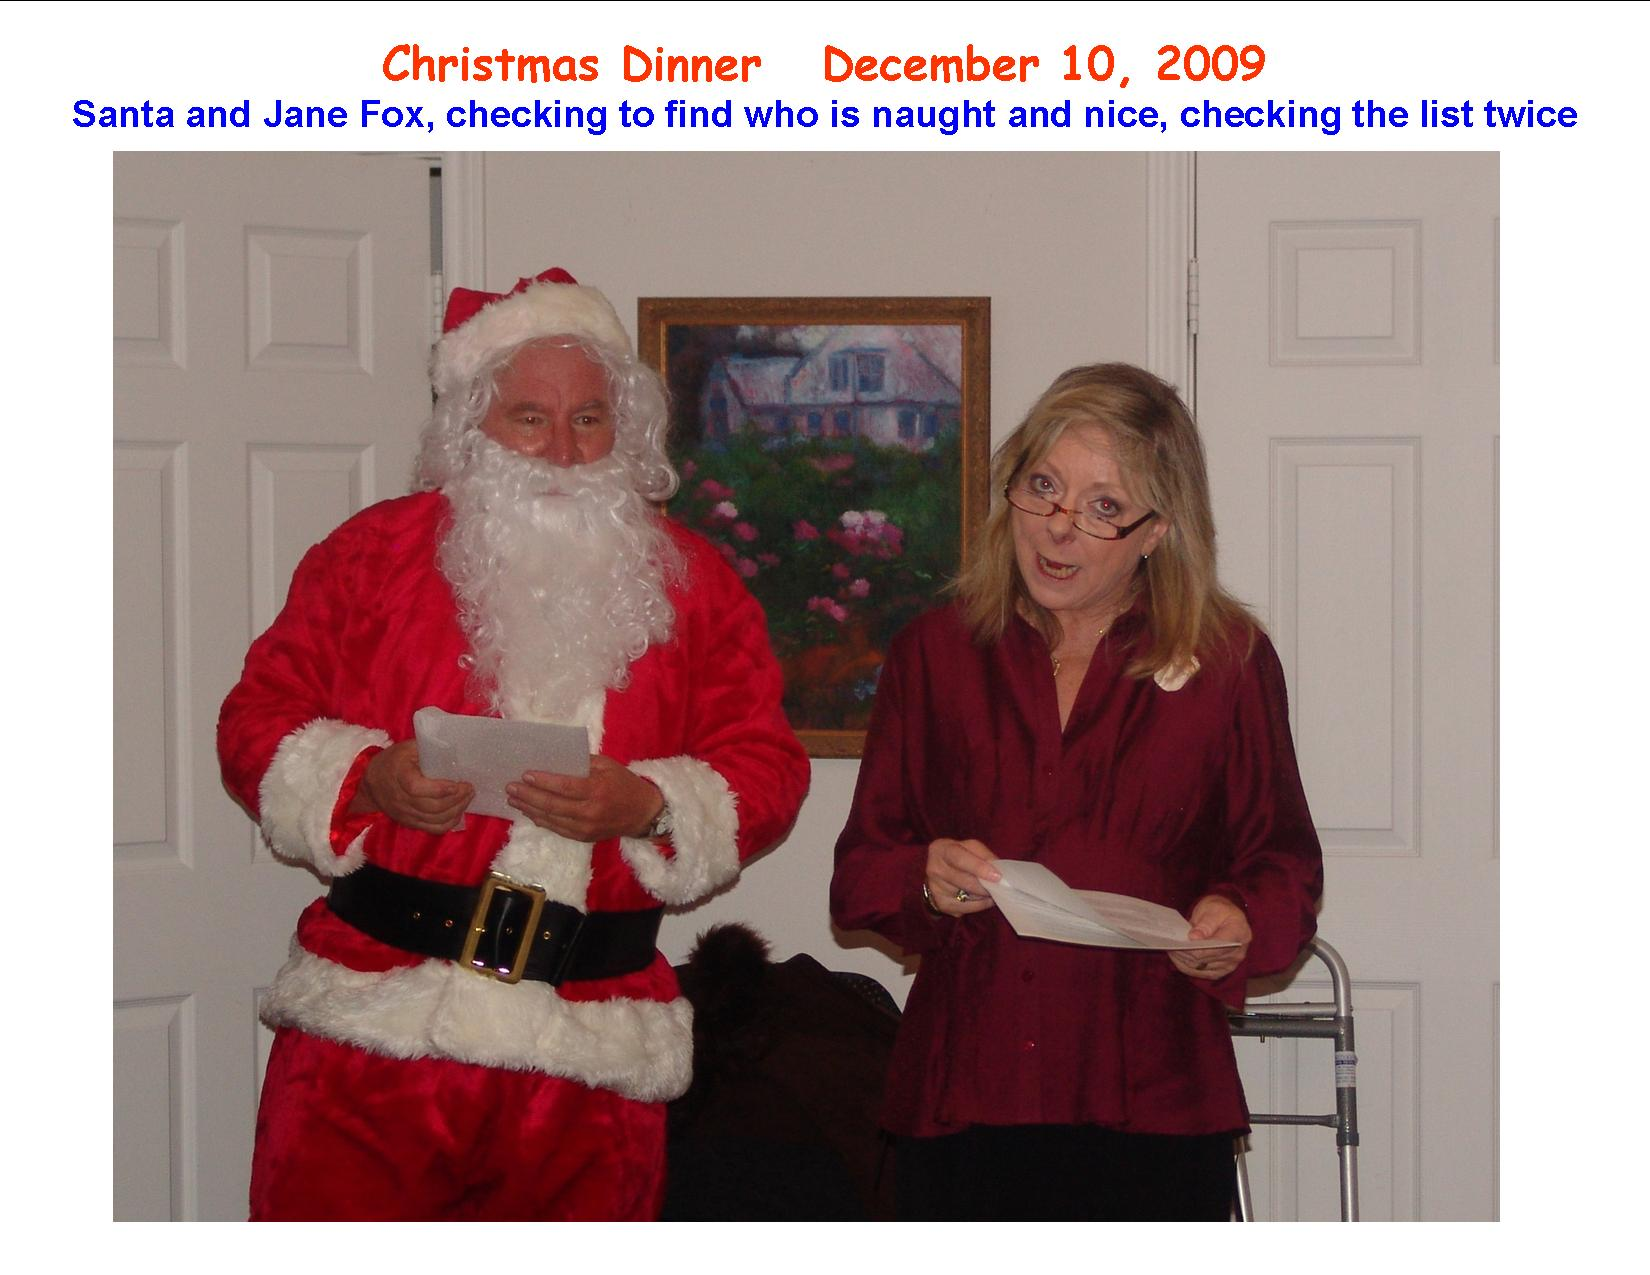 Christmas Dinner December 10, 2009
Santa and Jane Fox, checking to find who is naught and nice, checking the list twice